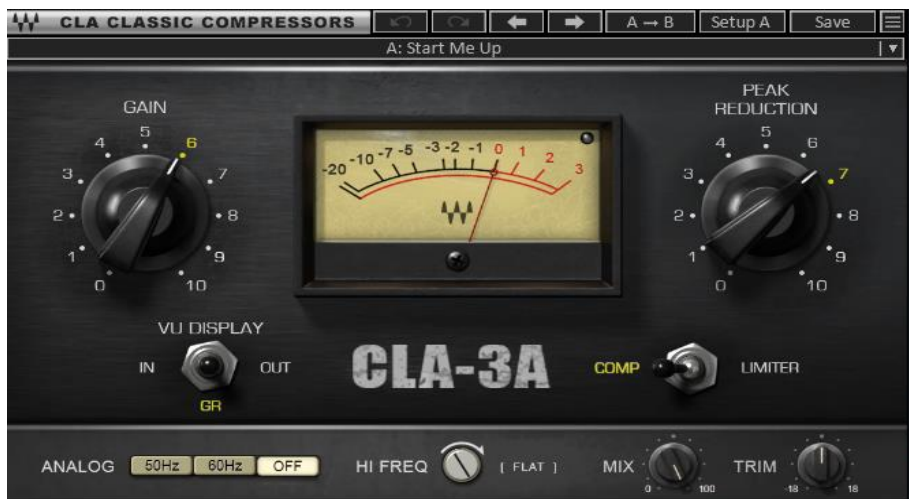 CLA CLASSIC COMPRESSORS A → B Setup A Save
A: Start Me Up
GAIN
0 1 2 3 4 5 6 7 8 9 10
-20 -10 -7 -5 -3 -2 -1 0 1 2 3
PEAK
REDUCTION
0 1 2 3 4 5 6 7 8 9 10
VU DISPLAY
IN OUT
GR
CLA-3A
COMP LIMITER
ANALOG 50Hz 60Hz OFF HI FREQ [ FLAT ] MIX TRIM
0 100 -18 18